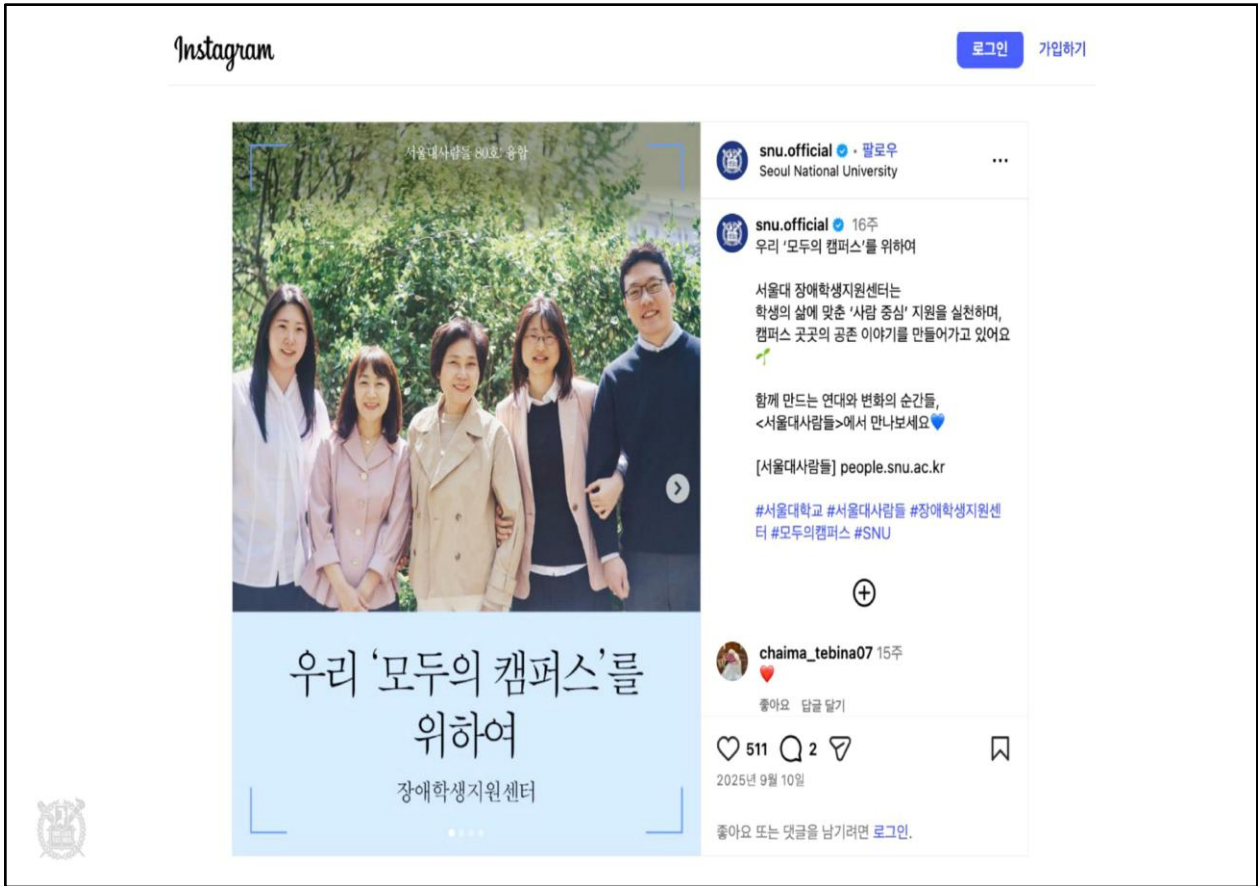 Instagram
로그인 가입하기
서울대사람들 80호: 융합
우리 ‘모두의 캠퍼스’를
위하여
장애학생지원센터
snu.official · 팔로우
Seoul National University
snu.official 16주
우리 ‘모두의 캠퍼스’를 위하여
서울대 장애학생지원센터는
학생의 삶에 맞춘 ‘사람 중심’ 지원을 실천하며,
캠퍼스 곳곳의 공존 이야기를 만들어가고 있어요
🌱
함께 만드는 연대와 변화의 순간들,
<서울대사람들>에서 만나보세요💙
[서울대사람들] people.snu.ac.kr
#서울대학교 #서울대사람들 #장애학생지원센
터 #모두의캠퍼스 #SNU
chaima_tebina07 15주
❤️
좋아요 답글 달기
511 2
2025년 9월 10일
좋아요 또는 댓글을 남기려면 로그인.